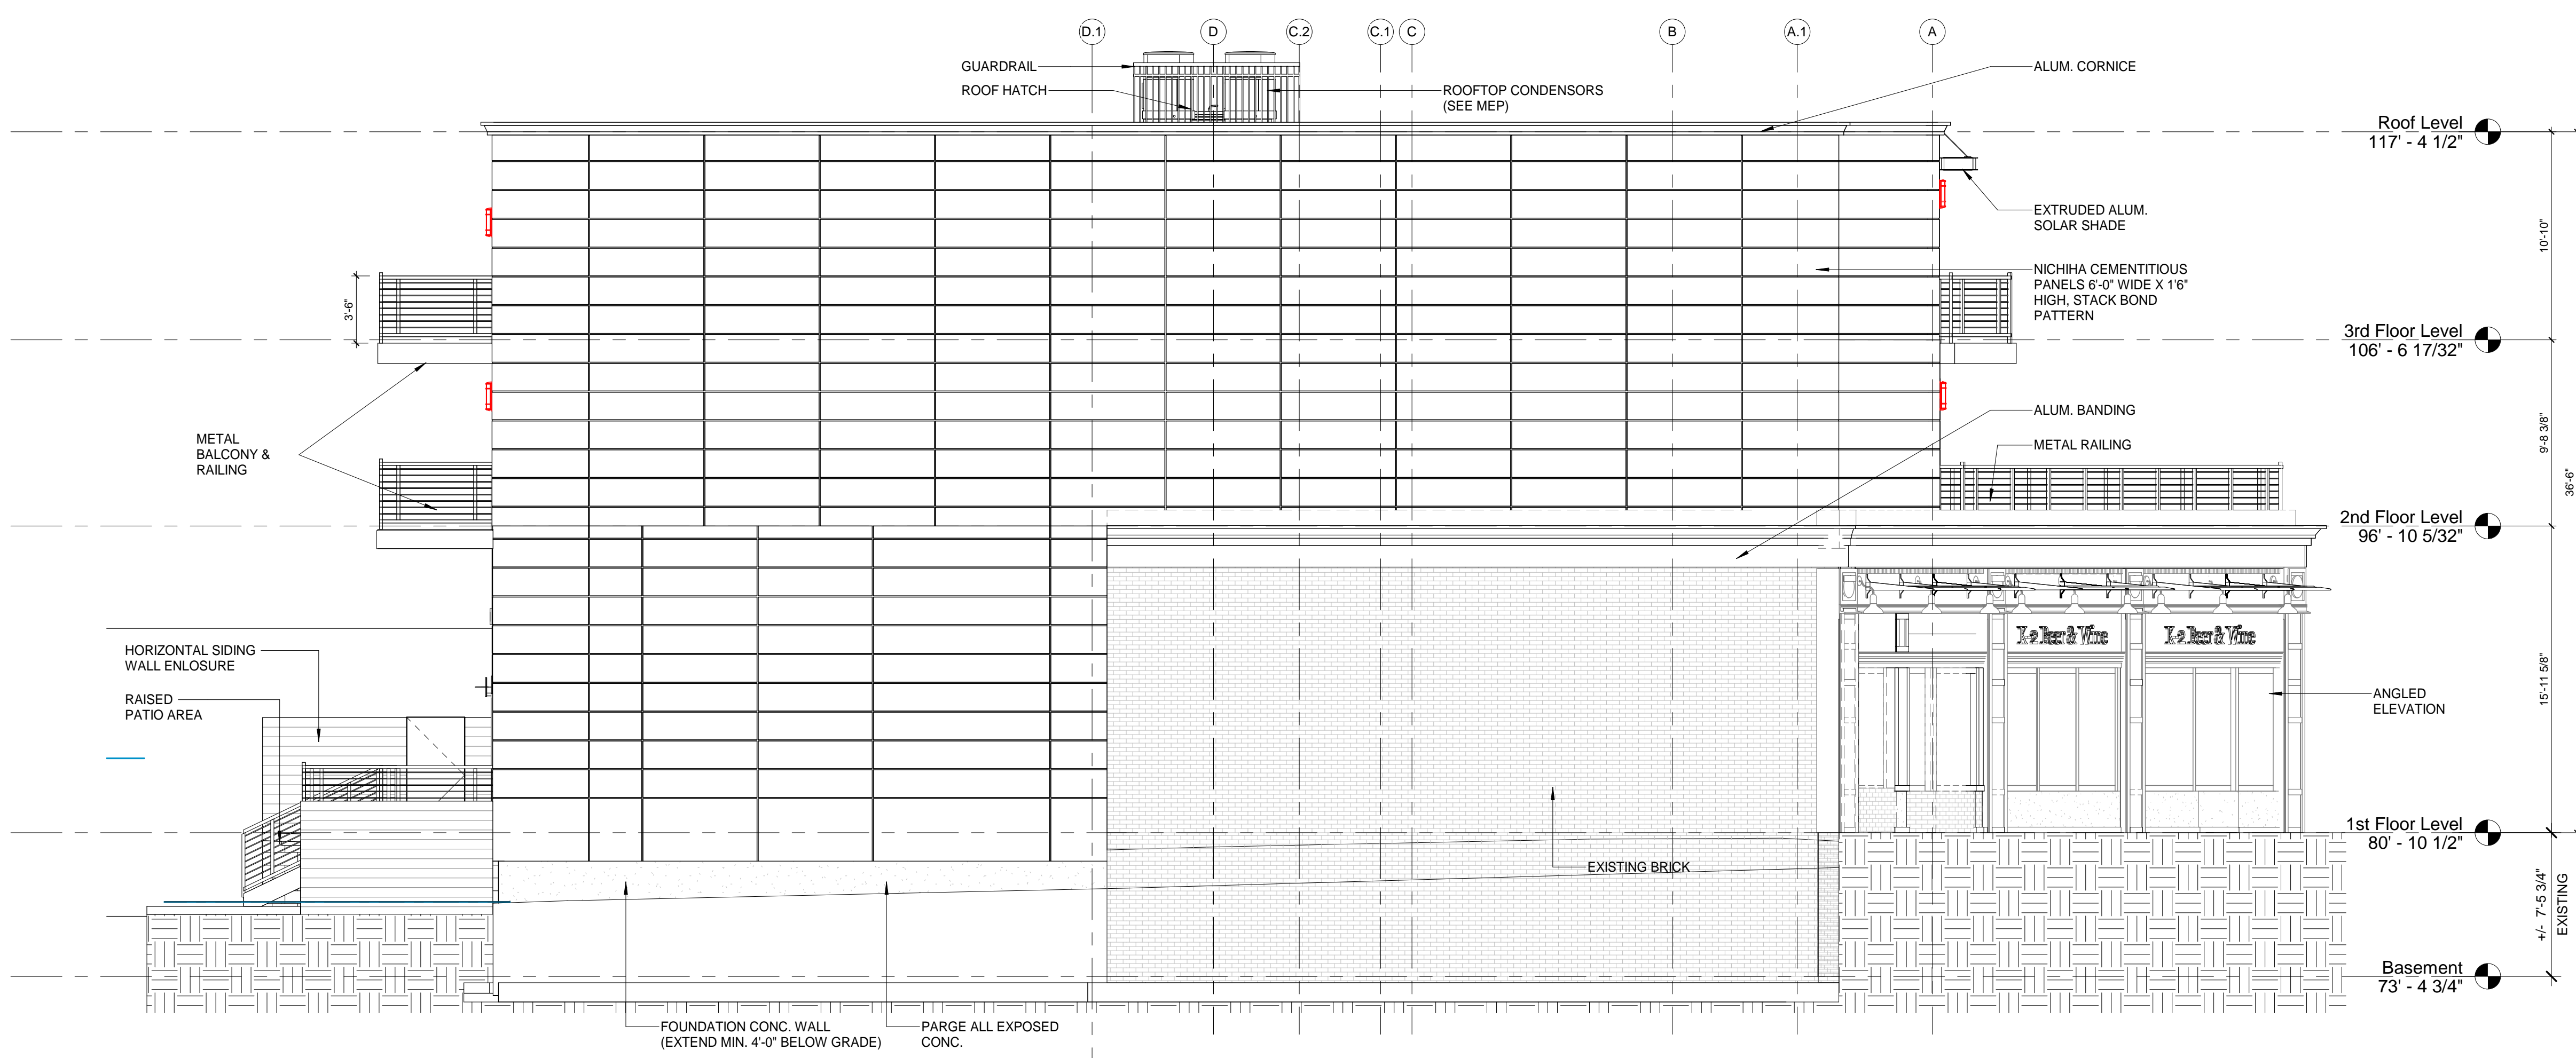 D.1
D
C.2
C.1
C
B
A.1
A
GUARDRAIL
ROOF HATCH
ROOFTOP CONDENSORS
(SEE MEP)
ALUM. CORNICE
Roof Level
117' - 4 1/2"
EXTRUDED ALUM.
SOLAR SHADE
10'-10"
NICHIHA CEMENTITIOUS
PANELS 6'-0" WIDE X 1'6"
HIGH, STACK BOND
PATTERN
3'-6"
3rd Floor Level
106' - 6 17/32"
ALUM. BANDING
METAL RAILING
METAL
BALCONY &
RAILING
9'-8 3/8"
36'-6"
2nd Floor Level
96' - 10 5/32"
X-2 Beer & Wine
X-2 Beer & Wine
HORIZONTAL SIDING
WALL ENLOSURE
RAISED
PATIO AREA
ANGLED
ELEVATION
15'-11 5/8"
1st Floor Level
80' - 10 1/2"
EXISTING BRICK
+/- 7'-5 3/4"
EXISTING
Basement
73' - 4 3/4"
FOUNDATION CONC. WALL
(EXTEND MIN. 4'-0" BELOW GRADE)
PARGE ALL EXPOSED
CONC.